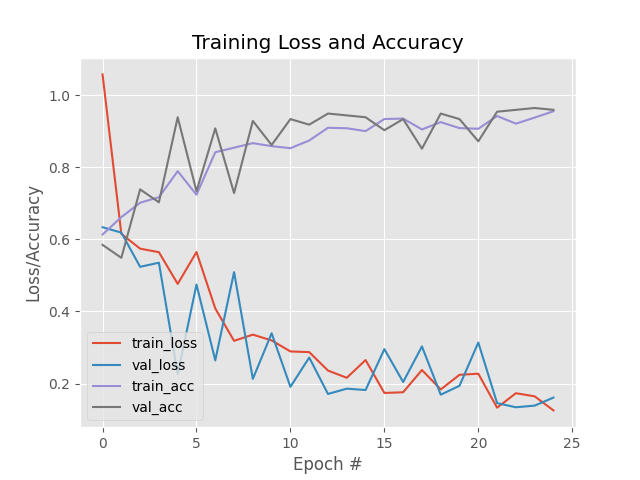 Training Loss and Accuracy
Loss/Accuracy
1.0
0.8
0.6
0.4
0.2
train_loss
val_loss
train_acc
val_acc
0 5 10 15 20 25
Epoch #